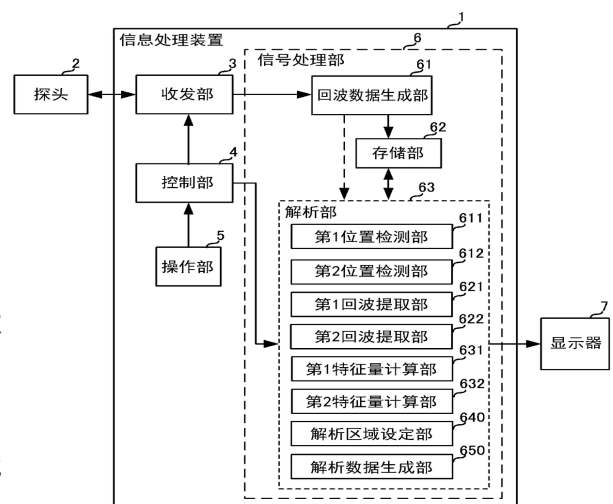 1
信息处理装置
6
信号处理部
2
探头
3
收发部
61
回波数据生成部
62
存储部
4
控制部
63
解析部
5
操作部
611
第1位置检测部
612
第2位置检测部
621
第1回波提取部
622
第2回波提取部
631
第1特征量计算部
632
第2特征量计算部
640
解析区域设定部
650
解析数据生成部
7
显示器